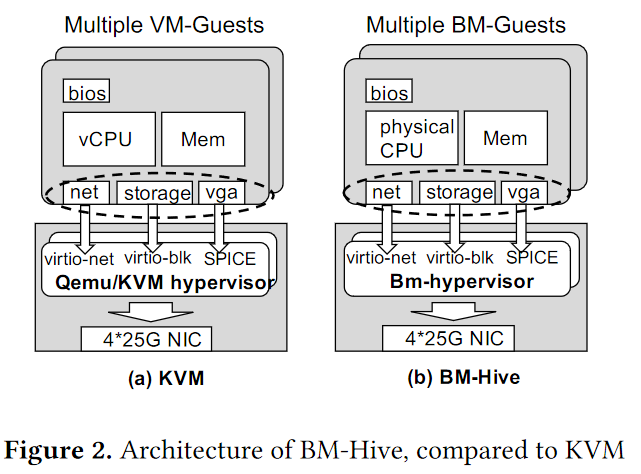 Multiple VM-Guests
bios
vCPU
Mem
net storage vga
virtio-net virtio-blk SPICE
Qemu/KVM hypervisor
4*25G NIC
(a) KVM
Multiple BM-Guests
bios
physical
CPU
Mem
net storage vga
virtio-net virtio-blk SPICE
Bm-hypervisor
4*25G NIC
(b) BM-Hive
Figure 2. Architecture of BM-Hive, compared to KVM